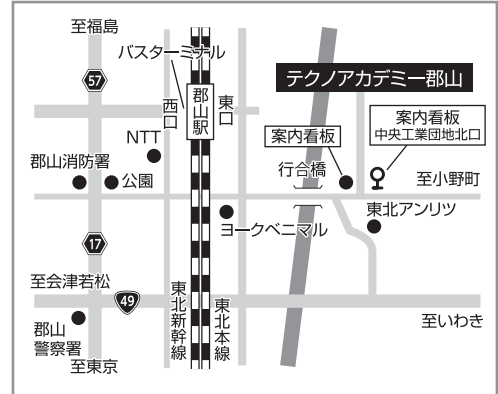 至福島
バスターミナル
57
西口
郡山駅
東口
テクノアカデミー郡山
案内看板
中央工業団地北口
NTT
案内看板
行合橋
郡山消防署
公園
至小野町
東北アンリツ
ヨークベニマル
17
至会津若松
49
東北新幹線
東北本線
至いわき
郡山
警察署
至東京